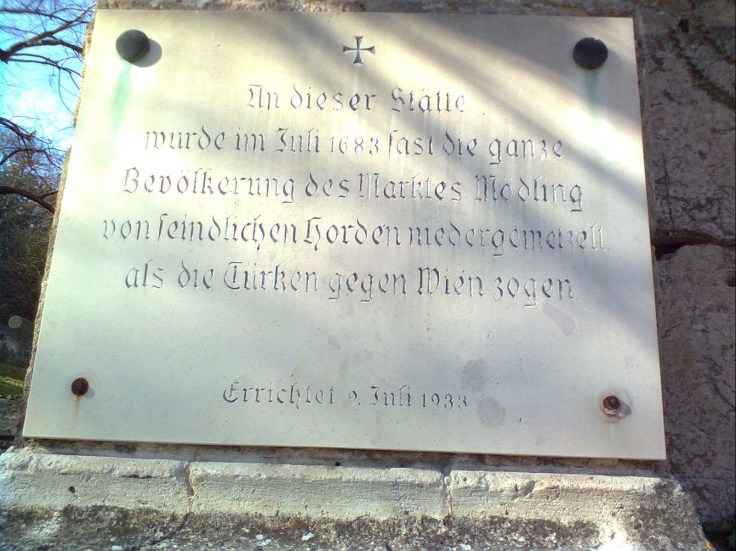 An dieser Stätte
wurde im Juli 1683 fast die ganze
Bevölkerung des Marktes Mödling
von feindlichen Horden niedergemetzelt,
als die Türken gegen Wien zogen
Errichtet 9. Juli 1933